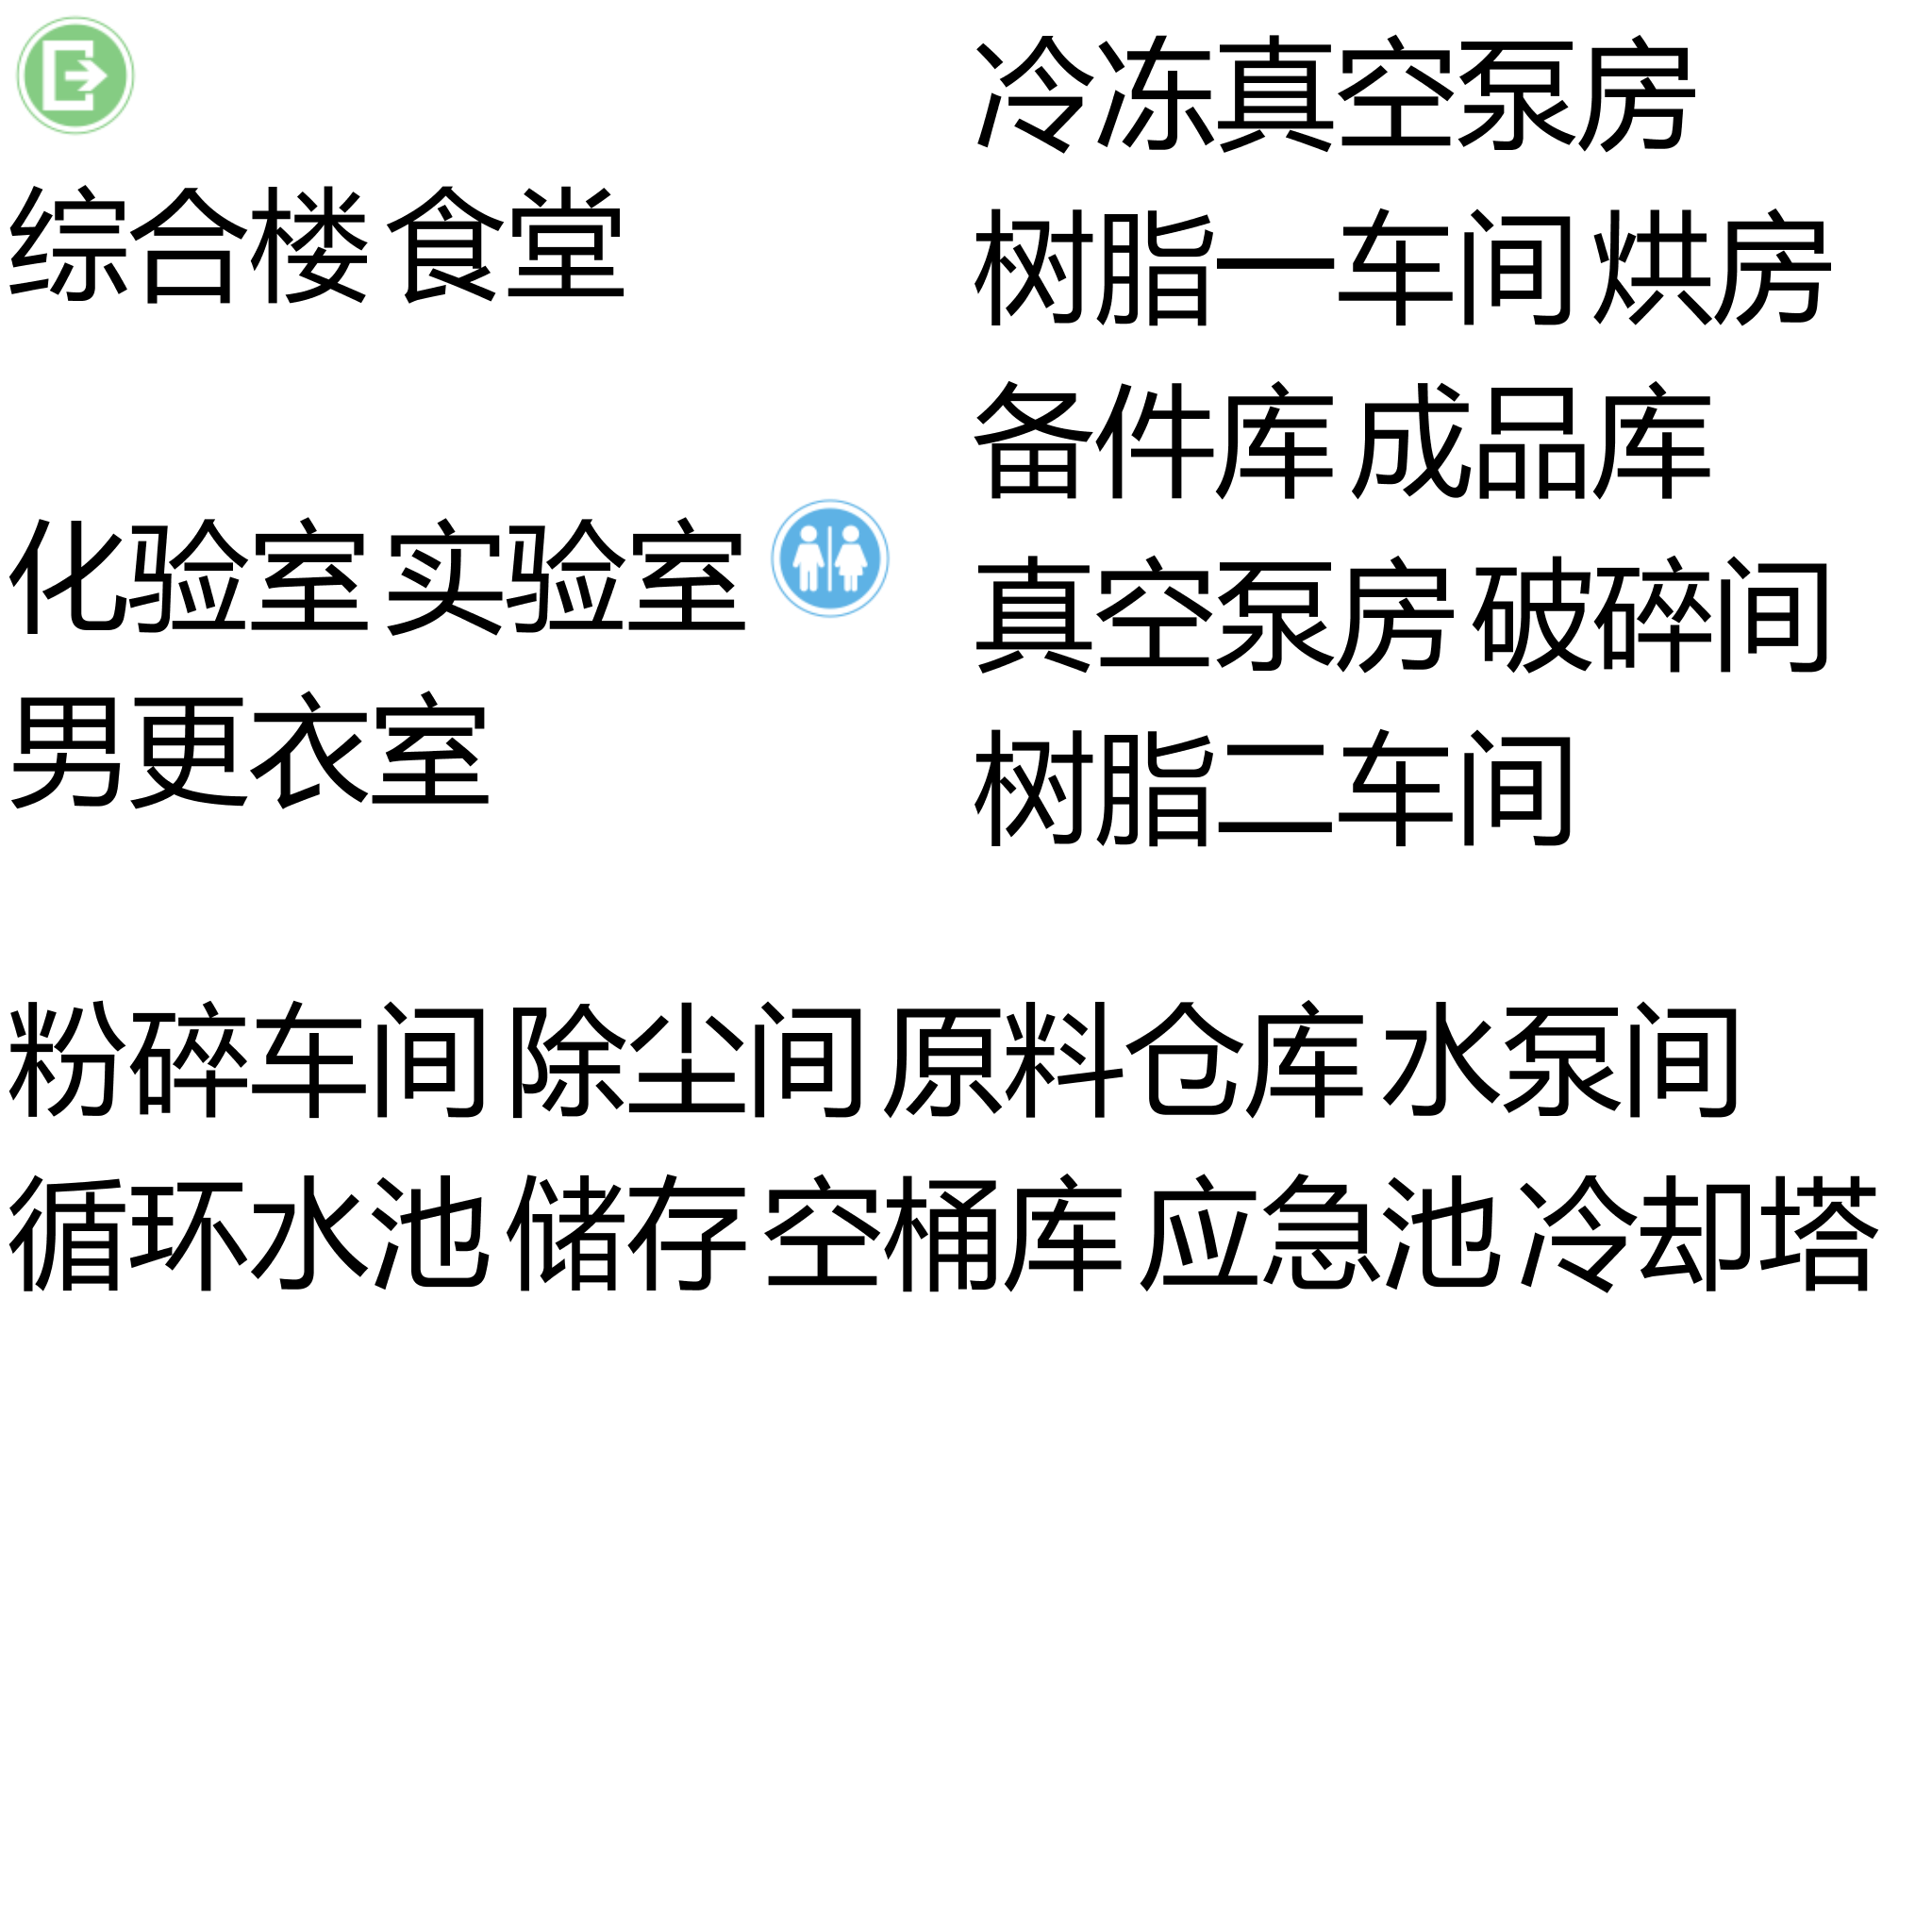 综合楼 食堂
化验室 实验室
男更衣室
冷冻真空泵房
树脂一车间 烘房
备件库 成品库
真空泵房 破碎间
树脂二车间
粉碎车间 除尘间 原料仓库 水泵间
循环水池 储存 空桶库 应急池 冷却塔